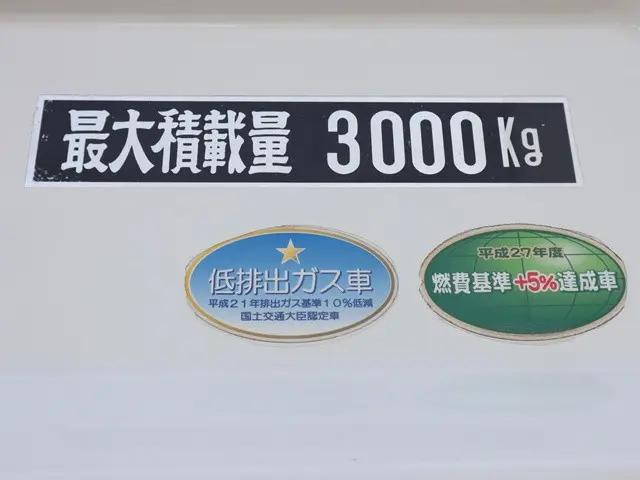 最大積載量 3000Kg
低排出ガス車
平成21年排出ガス基準10%低減
国土交通大臣認定車
平成27年度
燃費基準+5%達成車